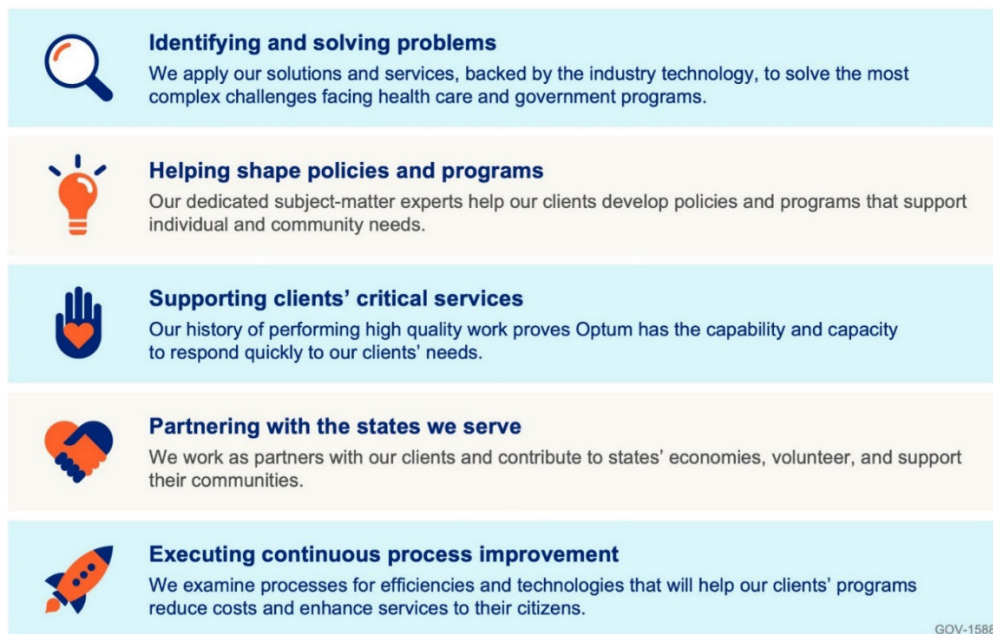 Identifying and solving problems
We apply our solutions and services, backed by the industry technology, to solve the most
complex challenges facing health care and government programs.
Helping shape policies and programs
Our dedicated subject-matter experts help our clients develop policies and programs that support
individual and community needs.
Supporting clients’ critical services
Our history of performing high quality work proves Optum has the capability and capacity
to respond quickly to our clients’ needs.
Partnering with the states we serve
We work as partners with our clients and contribute to states’ economies, volunteer, and support
their communities.
Executing continuous process improvement
We examine processes for efficiencies and technologies that will help our clients’ programs
reduce costs and enhance services to their citizens.
GOV-1588